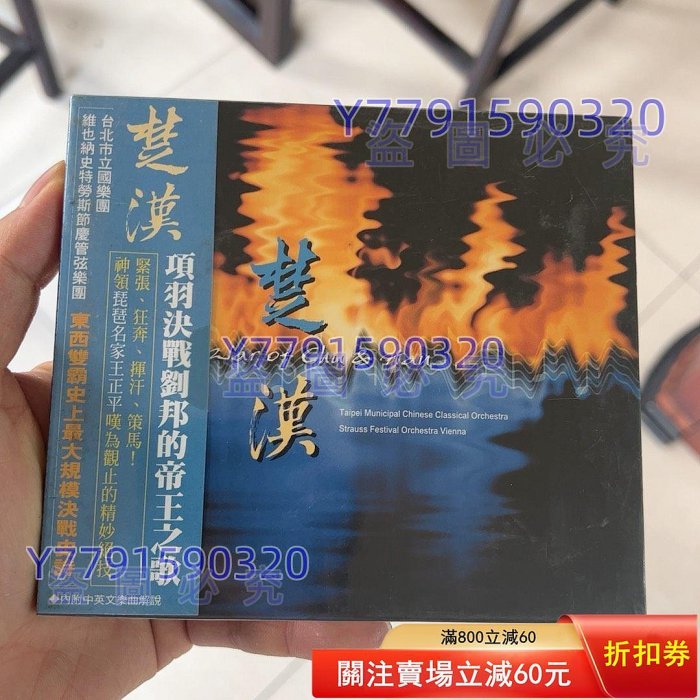 Y7791590320
盜 圖 必 究
楚漢
台北市立國樂團
維也納史特勞斯節慶管弦樂團
項羽決戰劉邦的帝王之歌
緊張、狂奔、揮汗、策馬！
神領琵琶名家王正平 嘆為觀止的精妙絕技
東西雙霸史上最大規模決戰
◆內附中英文樂曲解說
楚
漢
Y7791590320
盜 圖 必 究
of Chu & Han
Taipei Municipal Chinese Classical Orchestra
Strauss Festival Orchestra Vienna
Y7791590320
盜 圖 必 究
滿800立減60
關注賣場立減60元
折扣券